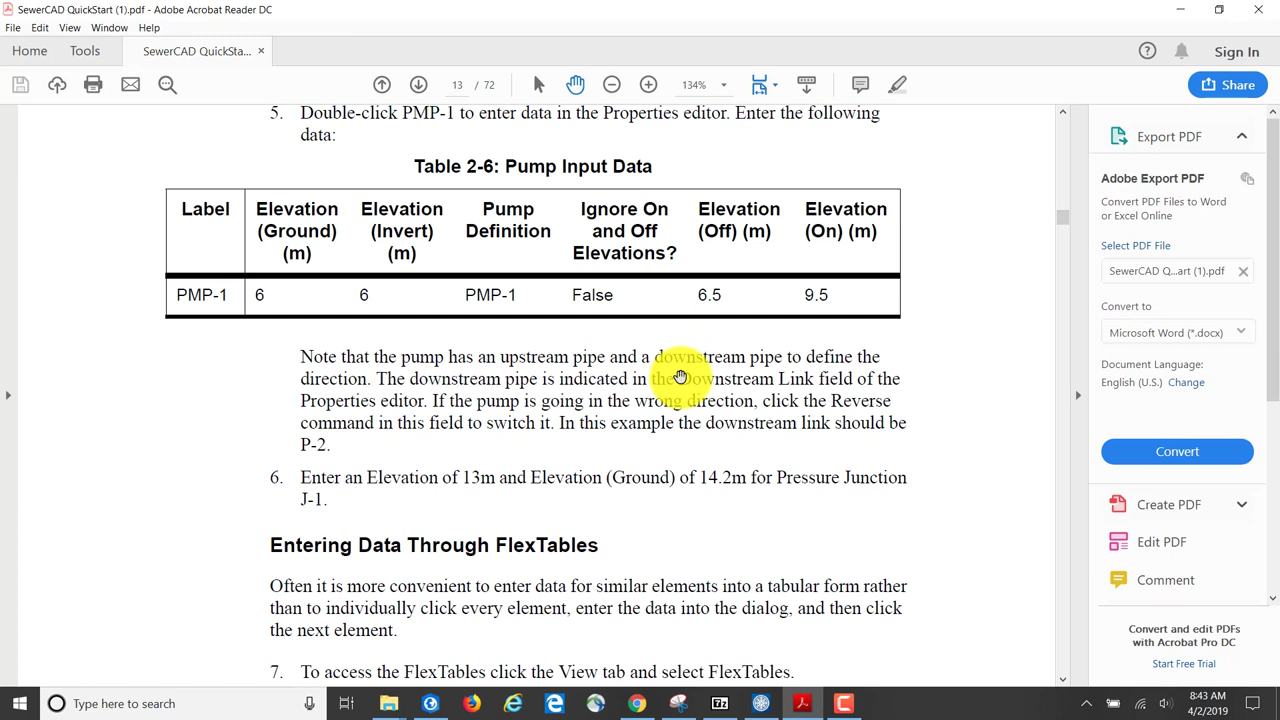 SewerCAD QuickStart (1).pdf - Adobe Acrobat Reader DC
File Edit View Window Help
Home Tools SewerCAD QuickSta... × Sign In
13 / 72 134% Share
5. Double-click PMP-1 to enter data in the Properties editor. Enter the following
data:
Table 2-6: Pump Input Data
Label Elevation (Ground) (m) Elevation (Invert) (m) Pump Definition Ignore On and Off Elevations? Elevation (Off) (m) Elevation (On) (m)
PMP-1 6 6 PMP-1 False 6.5 9.5
Note that the pump has an upstream pipe and a downstream pipe to define the
direction. The downstream pipe is indicated in the Downstream Link field of the
Properties editor. If the pump is going in the wrong direction, click the Reverse
command in this field to switch it. In this example the downstream link should be
P-2.
6. Enter an Elevation of 13m and Elevation (Ground) of 14.2m for Pressure Junction
J-1.
Entering Data Through FlexTables
Often it is more convenient to enter data for similar elements into a tabular form rather
than to individually click every element, enter the data into the dialog, and then click
the next element.
7. To access the FlexTables click the View tab and select FlexTables.
Export PDF
Adobe Export PDF
Convert PDF Files to Word
or Excel Online
Select PDF File
SewerCAD Q...art (1).pdf
Convert to
Microsoft Word (*.docx)
Document Language:
English (U.S.) Change
Convert
Create PDF
Edit PDF
Comment
Convert and edit PDFs
with Acrobat Pro DC
Start Free Trial
Type here to search
8:43 AM
4/2/2019